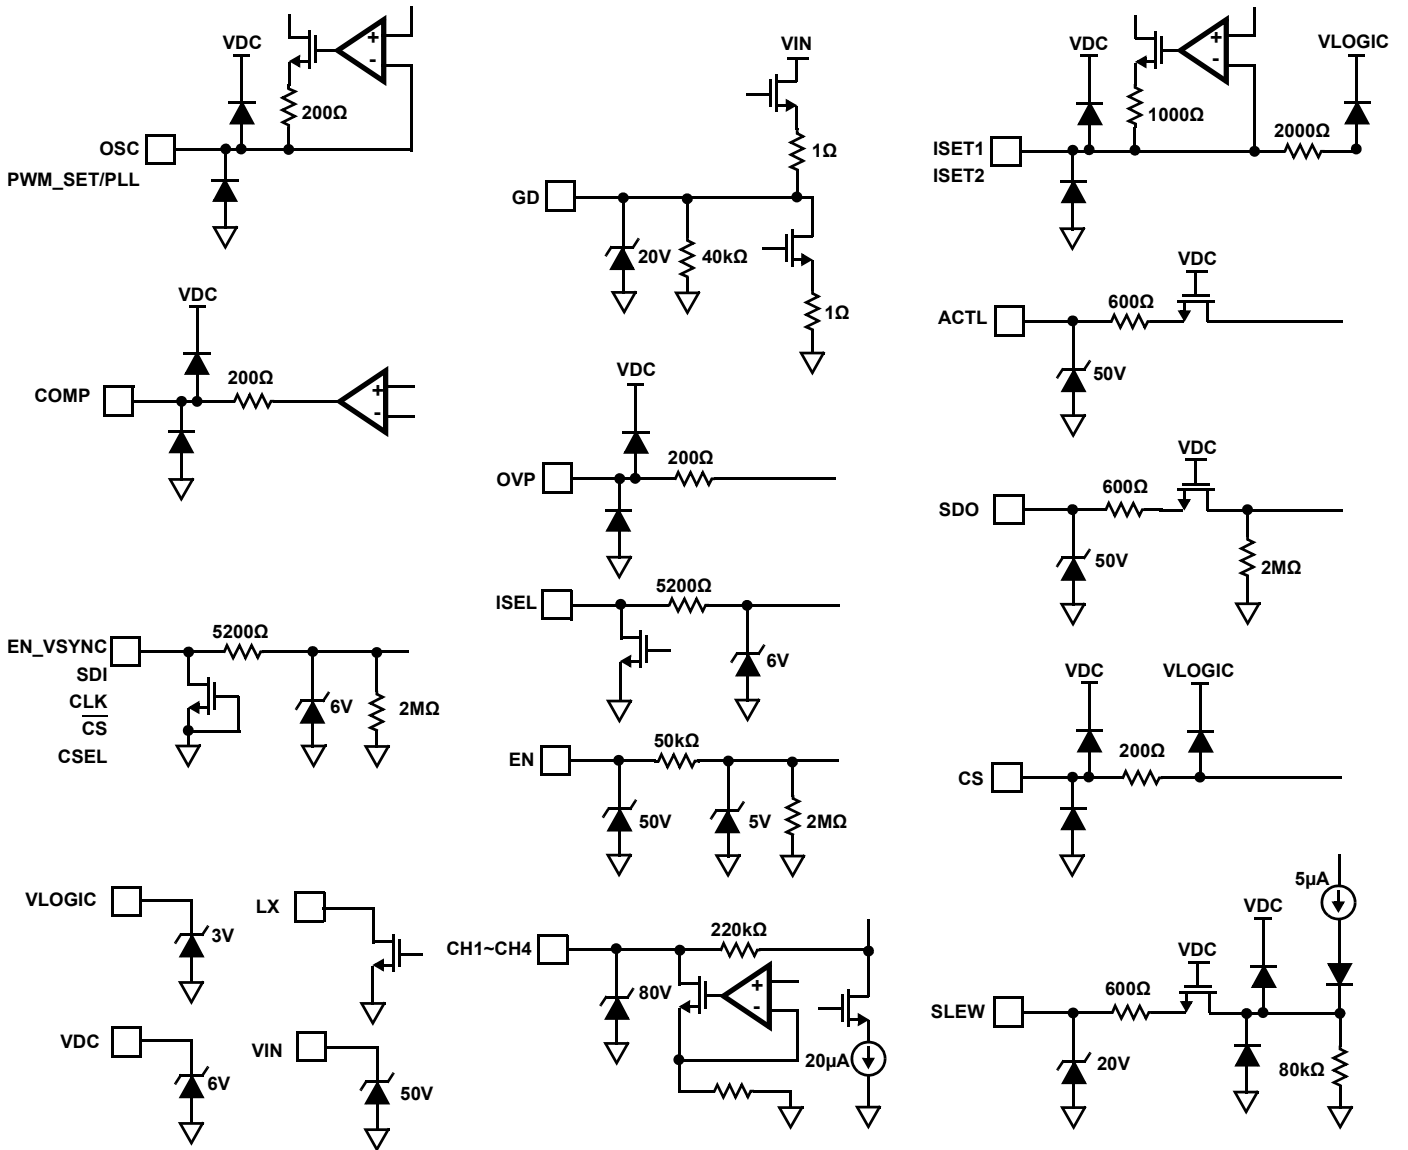 VDC
+
-
200Ω
OSC
PWM_SET/PLL
VIN
1Ω
GD
20V
40kΩ
1Ω
VDC
+
-
VLOGIC
1000Ω
2000Ω
ISET1
ISET2
VDC
600Ω
ACTL
50V
VDC
200Ω
COMP
+
-
VDC
200Ω
OVP
VDC
600Ω
SDO
50V
2MΩ
5200Ω
ISEL
6V
5200Ω
EN_VSYNC
SDI
CLK
CS
CSEL
6V
2MΩ
50kΩ
EN
50V
5V
2MΩ
VDC
VLOGIC
200Ω
CS
VLOGIC
3V
LX
VDC
6V
VIN
50V
220kΩ
CH1~CH4
80V
+
-
20µA
5µA
VDC
VDC
600Ω
SLEW
20V
80kΩ